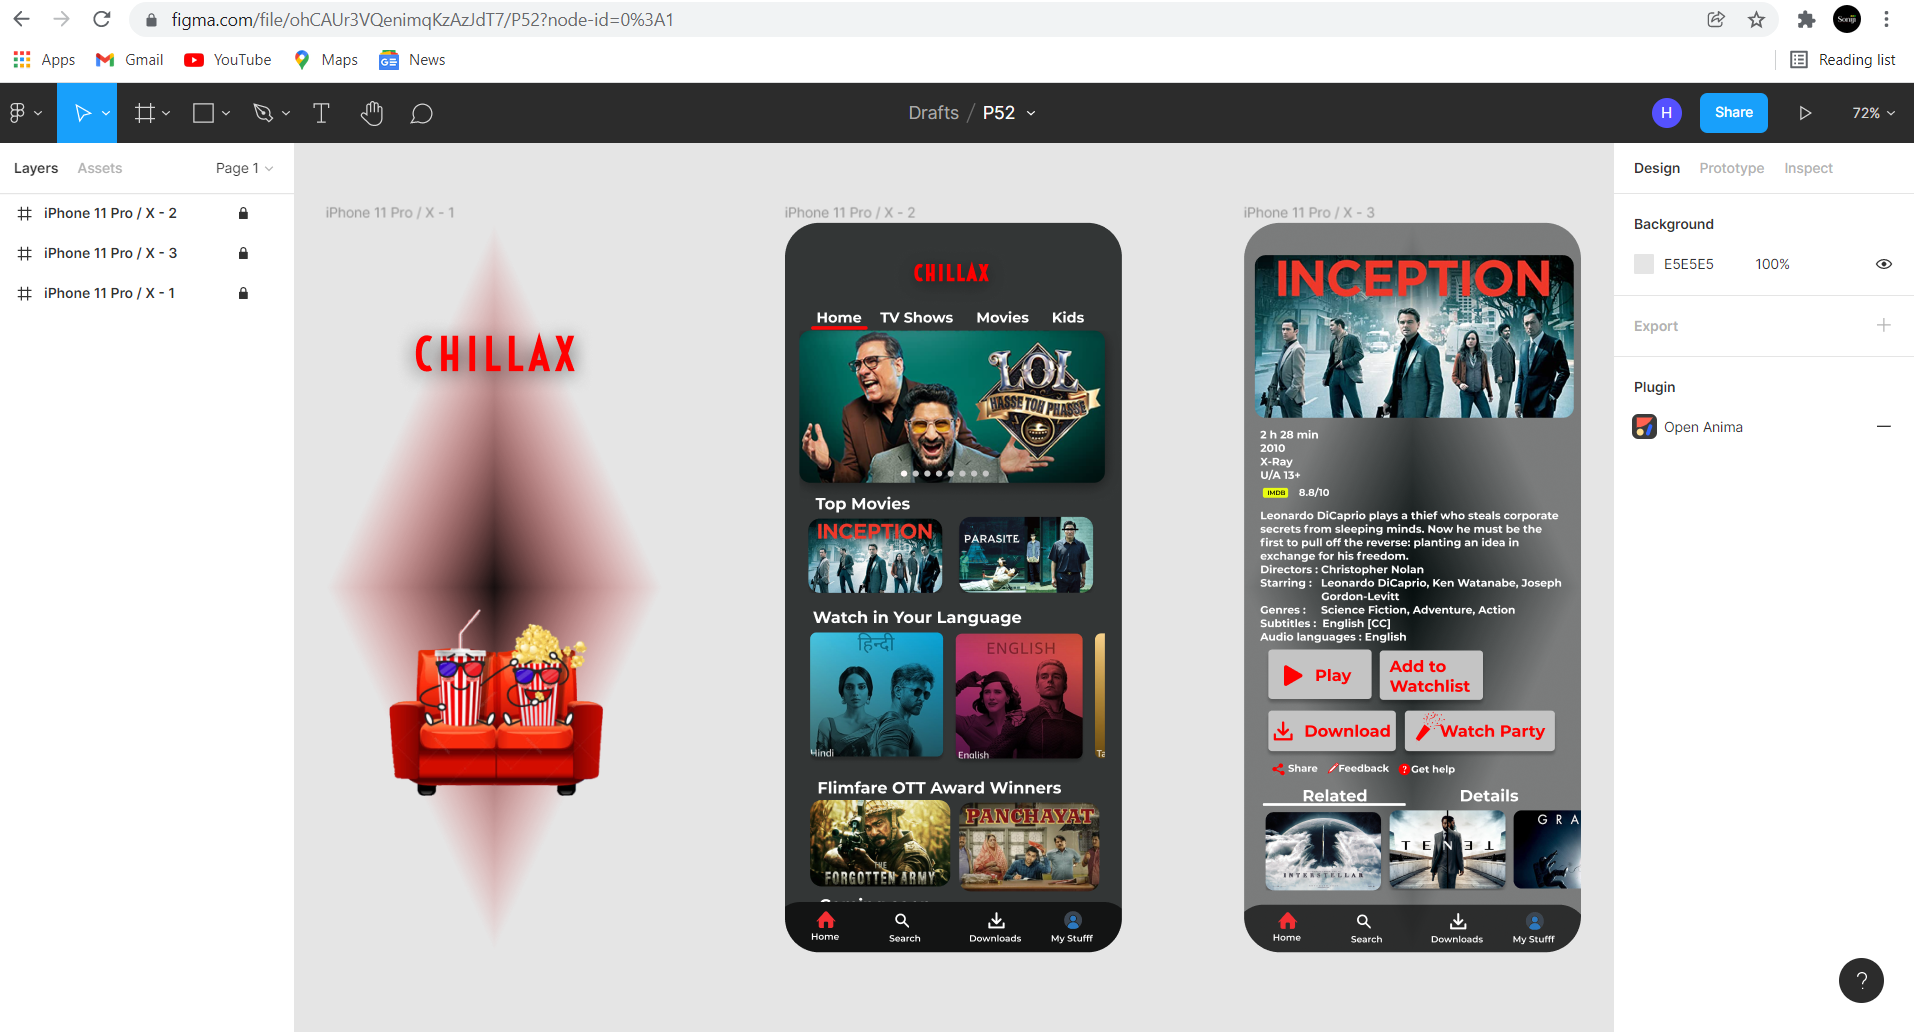 figma.com/file/ohCAUr3VQenimqKzAzJdT7/P52?node-id=0%3A1
Apps
Gmail
YouTube
Maps
News
Reading list
Drafts / P52
H
Share
72%
Layers
Assets
Page 1
iPhone 11 Pro / X - 2
iPhone 11 Pro / X - 3
iPhone 11 Pro / X - 1
iPhone 11 Pro / X - 1
CHILLAX
iPhone 11 Pro / X - 2
CHILLAX
Home TV Shows Movies Kids
LOL
HASSE TOH PHASSE
Top Movies
INCEPTION
PARASITE
Watch in Your Language
हिन्दी
Hindi
ENGLISH
English
Ta
Flimfare OTT Award Winners
THE
FORGOTTEN ARMY
PANCHAYAT
Home
Search
Downloads
My Stufff
iPhone 11 Pro / X - 3
INCEPTION
2 h 28 min
2010
X-Ray
U/A 13+
IMDB 8.8/10
Leonardo DiCaprio plays a thief who steals corporate
secrets from sleeping minds. Now he must be the
first to pull off the reverse: planting an idea in
exchange for his freedom.
Directors : Christopher Nolan
Starring : Leonardo DiCaprio, Ken Watanabe, Joseph
Gordon-Levitt
Genres : Science Fiction, Adventure, Action
Subtitles : English [CC]
Audio languages : English
Play
Add to
Watchlist
Download
Watch Party
Share
Feedback
? Get help
Related
Details
INTERSTELLAR
TENET
GRA
Home
Search
Downloads
My Stufff
Design
Prototype
Inspect
Background
E5E5E5 100%
Export
Plugin
Open Anima
?